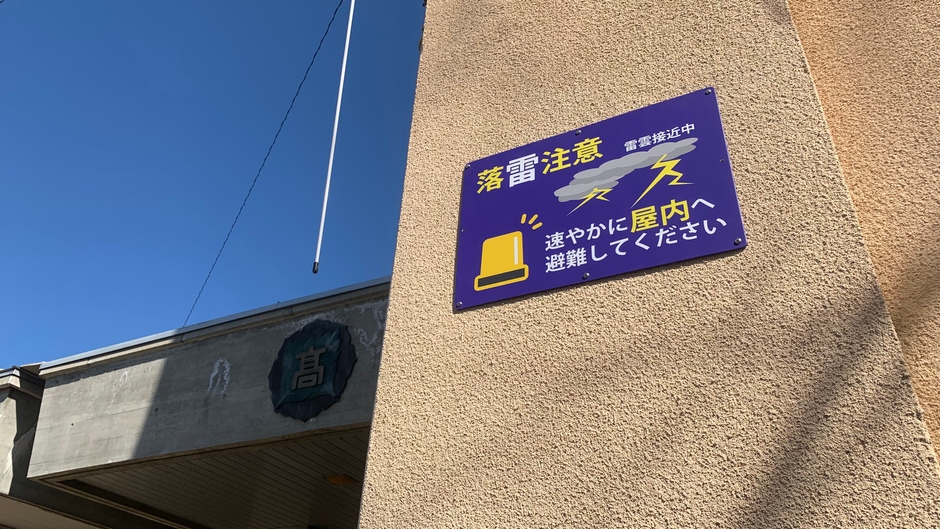 落雷注意
雷雲接近中
速やかに屋内へ
避難してください
髙